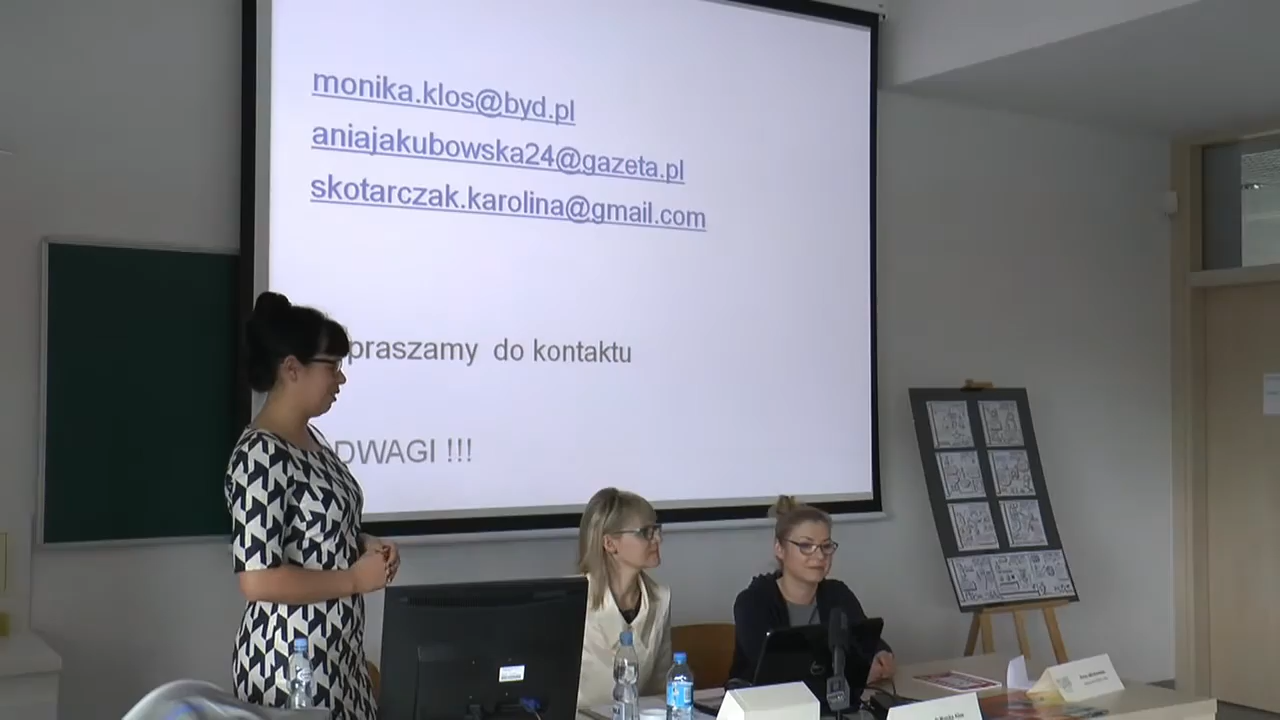 monika.klos@byd.pl
aniajakubowska24@gazeta.pl
skotarczak.karolina@gmail.com
praszamy do kontaktu
DWAGI !!!